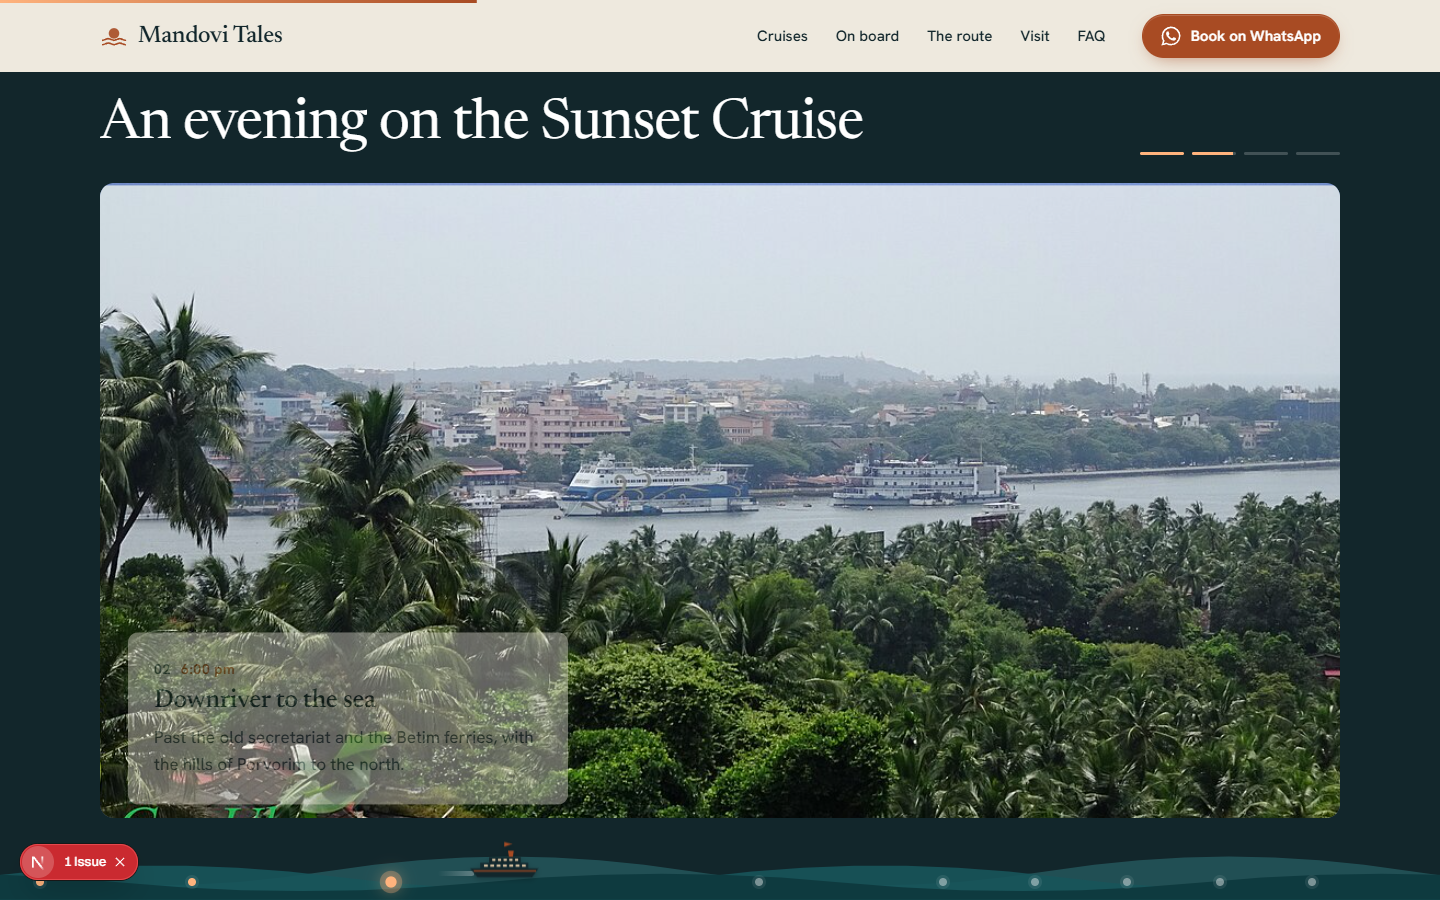 Mandovi Tales
Cruises
On board
The route
Visit
FAQ
Book on WhatsApp
An evening on the Sunset Cruise
02 6:00 pm
Downriver to the sea
Past the old secretariat and the Betim ferries, with
the hills of Porvorim to the north.
N
1 Issue